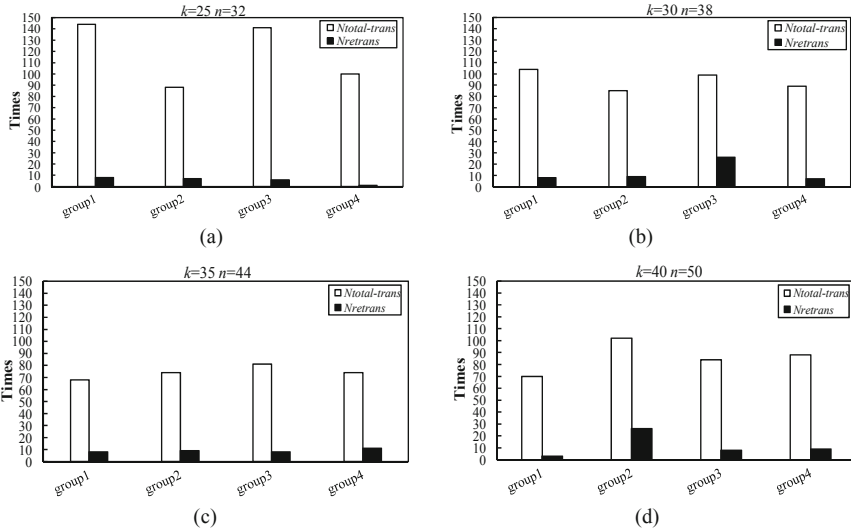 k=25 n=32
150
140
130
120
110
100
90
80
70
60
50
40
30
20
10
0
Times
Ntotal-trans
Nretrans
group1
group2
group3
group4
(a)
k=30 n=38
150
140
130
120
110
100
90
80
70
60
50
40
30
20
10
0
Times
Ntotal-trans
Nretrans
group1
group2
group3
group4
(b)
k=35 n=44
150
140
130
120
110
100
90
80
70
60
50
40
30
20
10
0
Times
Ntotal-trans
Nretrans
group1
group2
group3
group4
(c)
k=40 n=50
150
140
130
120
110
100
90
80
70
60
50
40
30
20
10
0
Times
Ntotal-trans
Nretrans
group1
group2
group3
group4
(d)